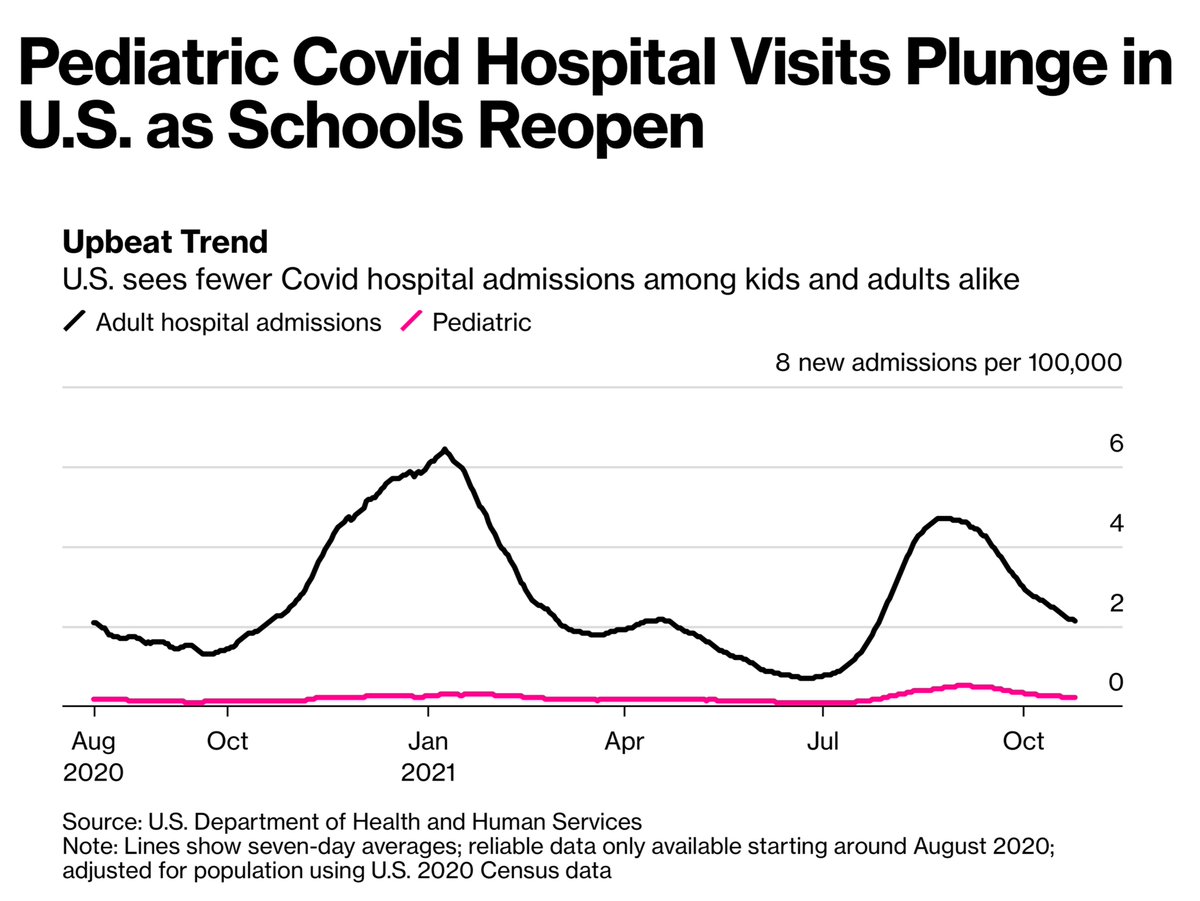 Pediatric Covid Hospital Visits Plunge in
U.S. as Schools Reopen
Upbeat Trend
U.S. sees fewer Covid hospital admissions among kids and adults alike
Adult hospital admissions Pediatric
8 new admissions per 100,000
6
4
2
0
Aug Oct Jan Apr Jul Oct
2020 2021
Source: U.S. Department of Health and Human Services
Note: Lines show seven-day averages; reliable data only available starting around August 2020;
adjusted for population using U.S. 2020 Census data